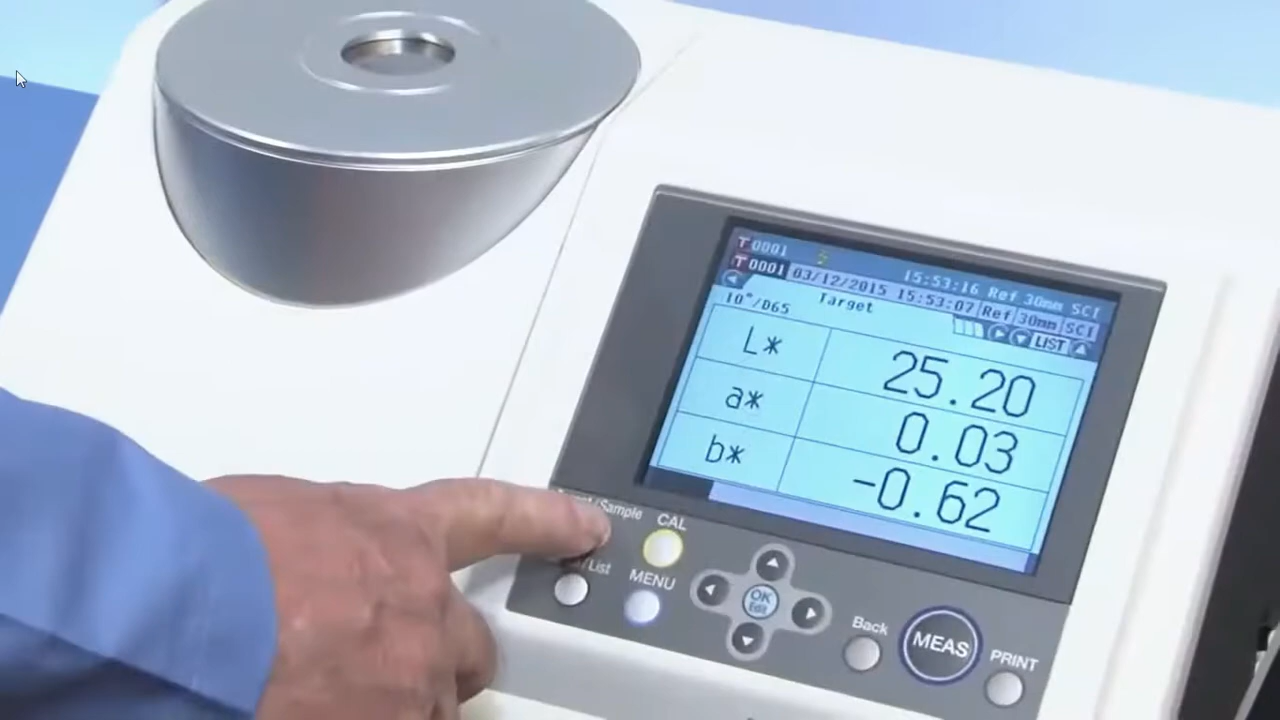 T 0001
15:53:16 Ref 30mm SCI
T 0001 03/12/2015 15:53:07 Ref 30mm SCI
10°/D65 Target
LIST
L* 25.20
a* 0.03
b* -0.62
/Sample CAL
/List MENU
OK
Edit
Back
MEAS
PRINT